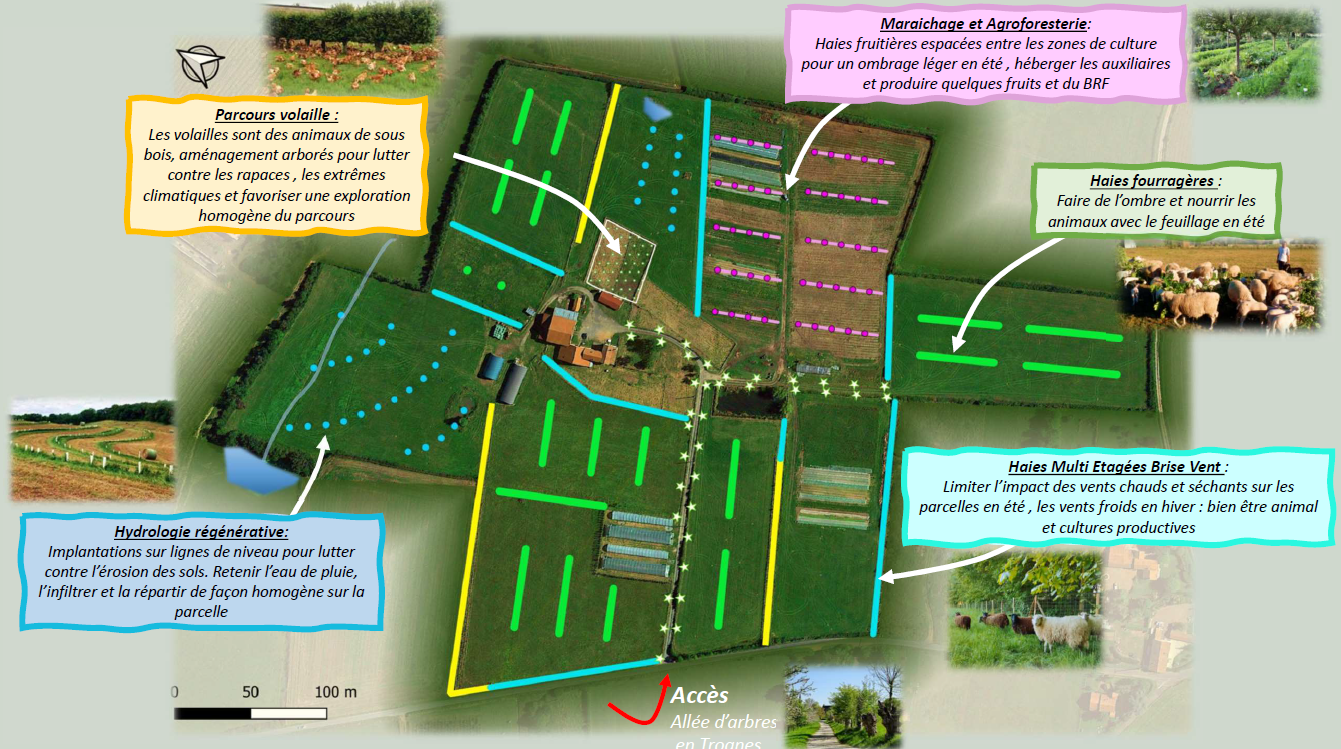 Maraichage et Agroforesterie:
Haies fruitières espacées entre les zones de culture
pour un ombrage léger en été , héberger les auxiliaires
et produire quelques fruits et du BRF
Parcours volaille :
Les volailles sont des animaux de sous
bois, aménagement arborés pour lutter
contre les rapaces , les extrêmes
climatiques et favoriser une exploration
homogène du parcours
Haies fourragères :
Faire de l'ombre et nourrir les
animaux avec le feuillage en été
Haies Multi Etagées Brise Vent :
Limiter l'impact des vents chauds et séchants sur les
parcelles en été , les vents froids en hiver : bien être animal
et cultures productives
Hydrologie régénérative:
Implantations sur lignes de niveau pour lutter
contre l'érosion des sols. Retenir l'eau de pluie,
l'infiltrer et la répartir de façon homogène sur la
parcelle
0 50 100 m
Accès
Allée d'arbres
en Trognes